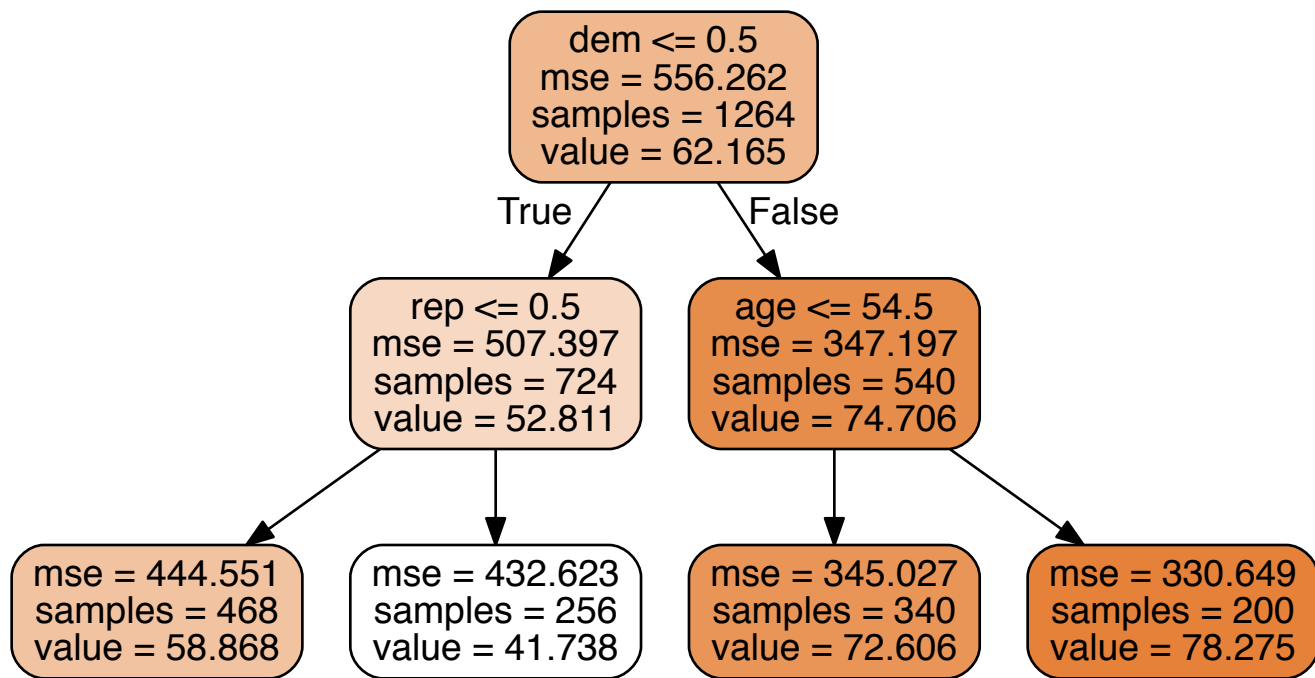 dem <= 0.5
mse = 556.262
samples = 1264
value = 62.165
True
False
rep <= 0.5
mse = 507.397
samples = 724
value = 52.811
age <= 54.5
mse = 347.197
samples = 540
value = 74.706
mse = 444.551
samples = 468
value = 58.868
mse = 432.623
samples = 256
value = 41.738
mse = 345.027
samples = 340
value = 72.606
mse = 330.649
samples = 200
value = 78.275